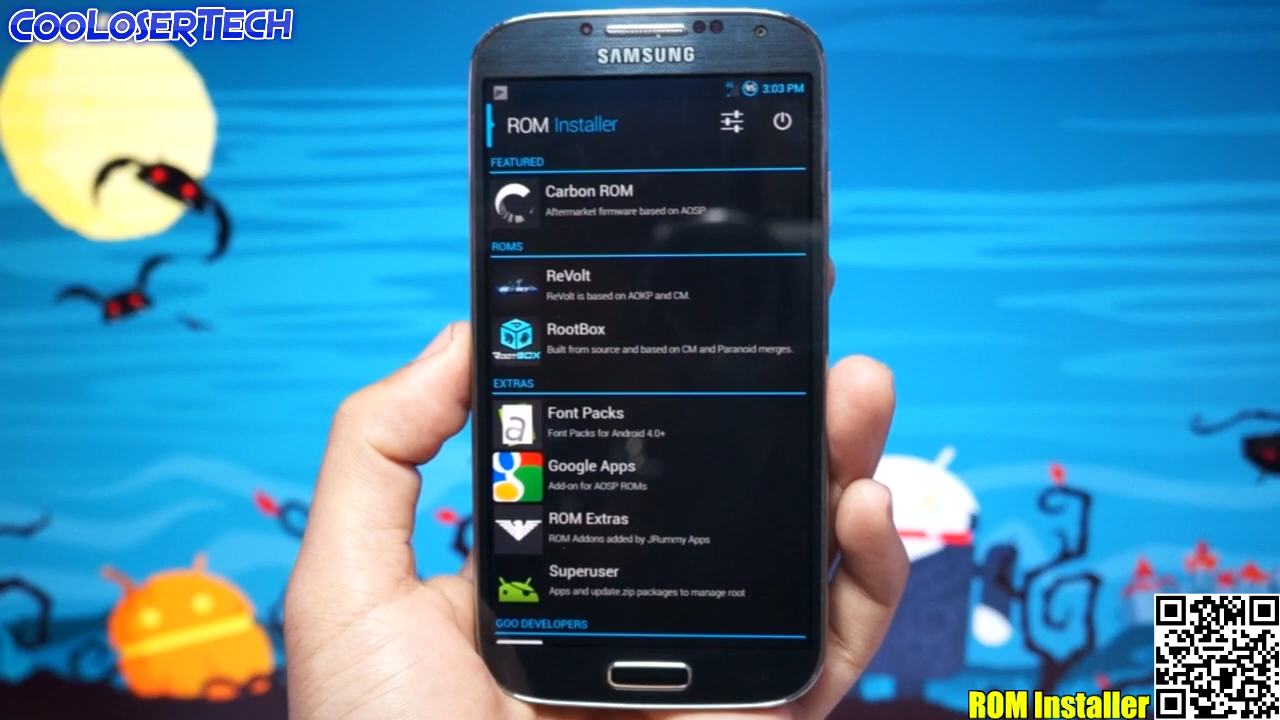 COOLOSERTECH
SAMSUNG
3:03 PM
ROM Installer
FEATURED
Carbon ROM
Aftermarket firmware based on AOSP
ROMS
ReVolt
ReVolt is based on AOKP and CM.
RootBox
Built from source and based on CM and Paranoid merges.
ROOTBOX
EXTRAS
Font Packs
a
Font Packs for Android 4.0+
Google Apps
g
Add-on for AOSP ROMs
ROM Extras
ROM Addons added by JRummy Apps
Superuser
Apps and update.zip packages to manage root
GOO DEVELOPERS
ROM Installer